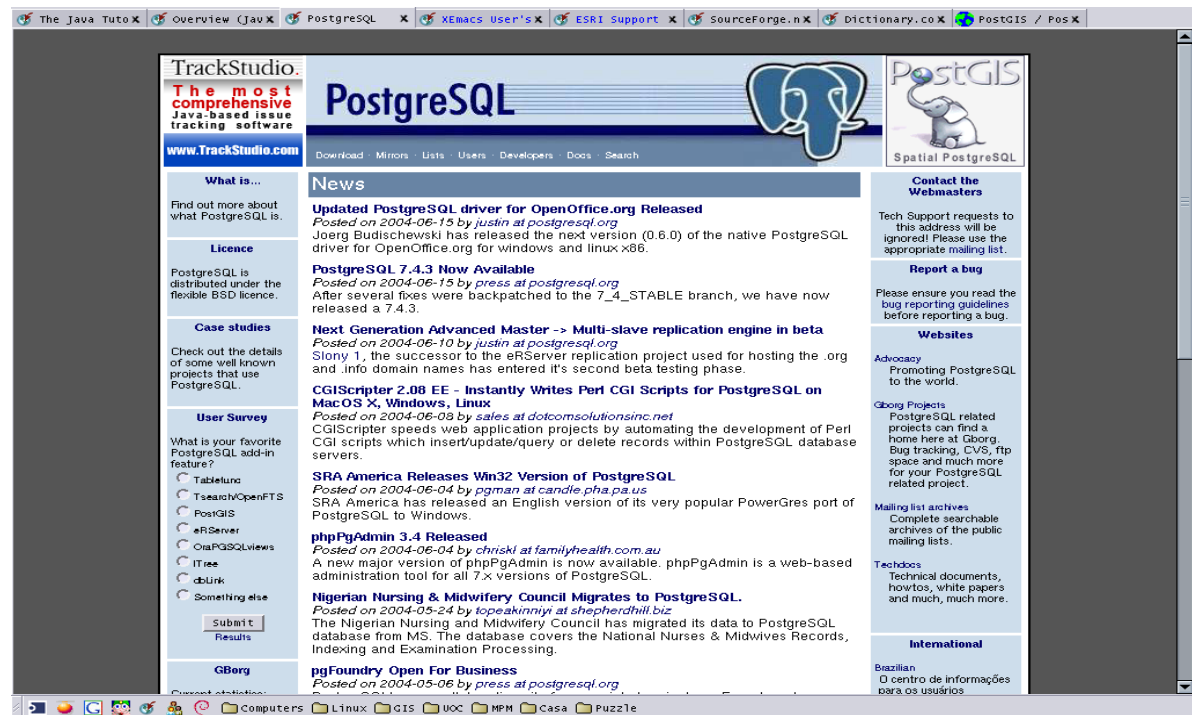 The Java Tuto
Overview (Jav
PostgreSQL
XEmacs User's
ESRI Support
SourceForge.n
Dictionary.co
PostGIS / Pos
TrackStudio.
The most
comprehensive
Java-based issue
tracking software
www.TrackStudio.com
PostgreSQL
Download · Mirrors · Lists · Users · Developers · Docs · Search
PostGIS
Spatial PostgreSQL
What is...
Find out more about
what PostgreSQL is.
Licence
PostgreSQL is
distributed under the
flexible BSD licence.
Case studies
Check out the details
of some well known
projects that use
PostgreSQL.
User Survey
What is your favorite
PostgreSQL add-in
feature?
Tablefunc
Tsearch/OpenFTS
PostGIS
eRServer
OraPGSQLviews
lTree
dbLink
Something else
Submit
Results
GBorg
Current statistics:
News
Updated PostgreSQL driver for OpenOffice.org Released
Posted on 2004-06-15 by justin at postgresql.org
Joerg Budischewski has released the next version (0.6.0) of the native PostgreSQL
driver for OpenOffice.org for windows and linux x86.
PostgreSQL 7.4.3 Now Available
Posted on 2004-06-15 by press at postgresql.org
After several fixes were backpatched to the 7_4_STABLE branch, we have now
released a 7.4.3.
Next Generation Advanced Master -> Multi-slave replication engine in beta
Posted on 2004-06-10 by justin at postgresql.org
Slony 1, the successor to the eRServer replication project used for hosting the .org
and .info domain names has entered it's second beta testing phase.
CGIScripter 2.08 EE - Instantly Writes Perl CGI Scripts for PostgreSQL on
MacOS X, Windows, Linux
Posted on 2004-06-08 by sales at dotcomsolutionsinc.net
CGIScripter speeds web application projects by automating the development of Perl
CGI scripts which insert/update/query or delete records within PostgreSQL database
servers.
SRA America Releases Win32 Version of PostgreSQL
Posted on 2004-06-04 by pgman at candle.pha.pa.us
SRA America has released an English version of its very popular PowerGres port of
PostgreSQL to Windows.
phpPgAdmin 3.4 Released
Posted on 2004-06-04 by chriskl at familyhealth.com.au
A new major version of phpPgAdmin is now available. phpPgAdmin is a web-based
administration tool for all 7.x versions of PostgreSQL.
Nigerian Nursing & Midwifery Council Migrates to PostgreSQL.
Posted on 2004-05-24 by topeakinniyi at shepherdhill.biz
The Nigerian Nursing and Midwifery Council has migrated its data to PostgreSQL
database from MS. The database covers the National Nurses & Midwives Records,
Indexing and Examination Processing.
pgFoundry Open For Business
Posted on 2004-05-06 by press at postgresql.org
Contact the
Webmasters
Tech Support requests to
this address will be
ignored! Please use the
appropriate mailing list.
Report a bug
Please ensure you read the
bug reporting guidelines
before reporting a bug.
Websites
Advocacy
Promoting PostgreSQL
to the world.
Gborg Projects
PostgreSQL related
projects can find a
home here at Gborg.
Bug tracking, CVS, ftp
space and much more
for your PostgreSQL
related project.
Mailing list archives
Complete searchable
archives of the public
mailing lists.
Techdocs
Technical documents,
howtos, white papers
and much, much more.
International
Brazilian
O centro de informações
para os usuários
Computers
Linux
GIS
UOC
MPM
Casa
Puzzle